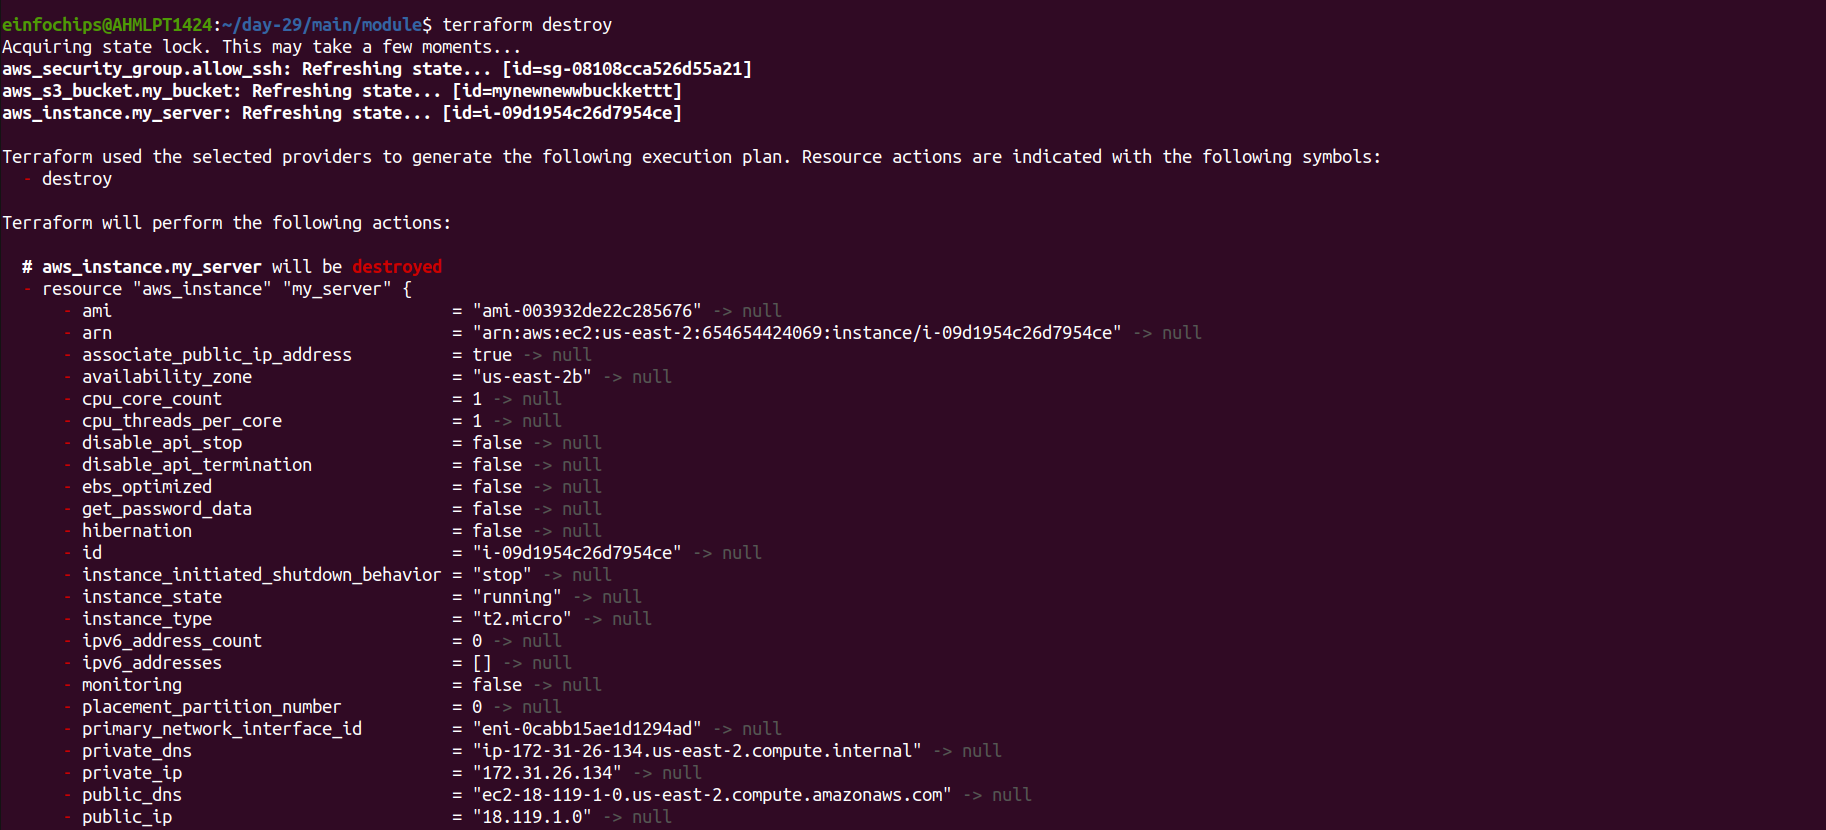 einfochips@AHMLPT1424:~/day-29/main/module$ terraform destroy
Acquiring state lock. This may take a few moments...
aws_security_group.allow_ssh: Refreshing state... [id=sg-08108cca526d55a21]
aws_s3_bucket.my_bucket: Refreshing state... [id=mynewnewwbuckkettt]
aws_instance.my_server: Refreshing state... [id=i-09d1954c26d7954ce]
Terraform used the selected providers to generate the following execution plan. Resource actions are indicated with the following symbols:
  - destroy
Terraform will perform the following actions:
  # aws_instance.my_server will be destroyed
  - resource "aws_instance" "my_server" {
      - ami                                  = "ami-003932de22c285676" -> null
      - arn                                  = "arn:aws:ec2:us-east-2:654654424069:instance/i-09d1954c26d7954ce" -> null
      - associate_public_ip_address          = true -> null
      - availability_zone                    = "us-east-2b" -> null
      - cpu_core_count                       = 1 -> null
      - cpu_threads_per_core                 = 1 -> null
      - disable_api_stop                     = false -> null
      - disable_api_termination              = false -> null
      - ebs_optimized                        = false -> null
      - get_password_data                    = false -> null
      - hibernation                          = false -> null
      - id                                   = "i-09d1954c26d7954ce" -> null
      - instance_initiated_shutdown_behavior = "stop" -> null
      - instance_state                       = "running" -> null
      - instance_type                        = "t2.micro" -> null
      - ipv6_address_count                   = 0 -> null
      - ipv6_addresses                       = [] -> null
      - monitoring                           = false -> null
      - placement_partition_number           = 0 -> null
      - primary_network_interface_id         = "eni-0cabb15ae1d1294ad" -> null
      - private_dns                          = "ip-172-31-26-134.us-east-2.compute.internal" -> null
      - private_ip                           = "172.31.26.134" -> null
      - public_dns                           = "ec2-18-119-1-0.us-east-2.compute.amazonaws.com" -> null
      - public_ip                            = "18.119.1.0" -> null